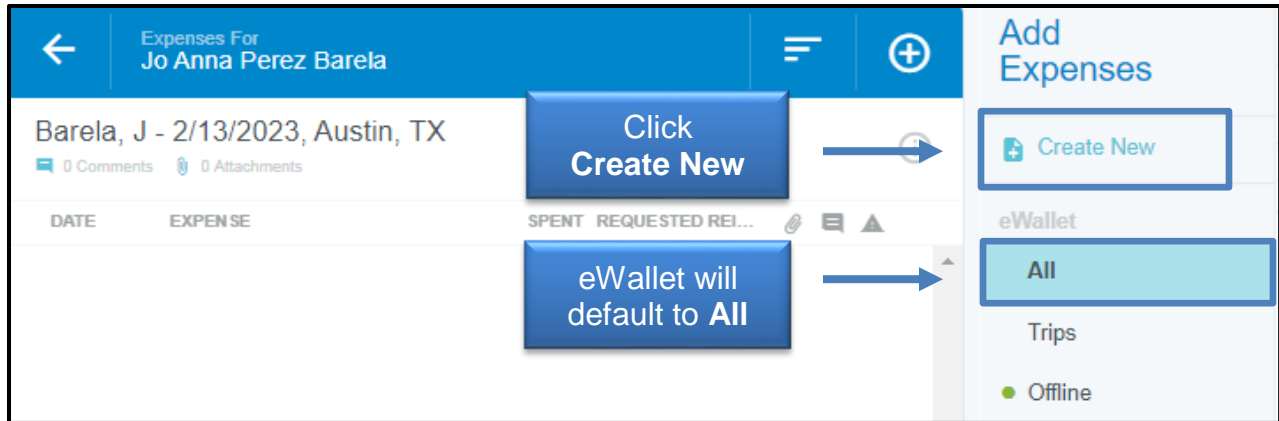 Expenses For
Jo Anna Perez Barela
Add
Expenses
Barela, J - 2/13/2023, Austin, TX
0 Comments 0 Attachments
Click
Create New
Create New
DATE EXPENSE SPENT REQUESTED REI...
eWallet
eWallet will
default to All
All
Trips
Offline